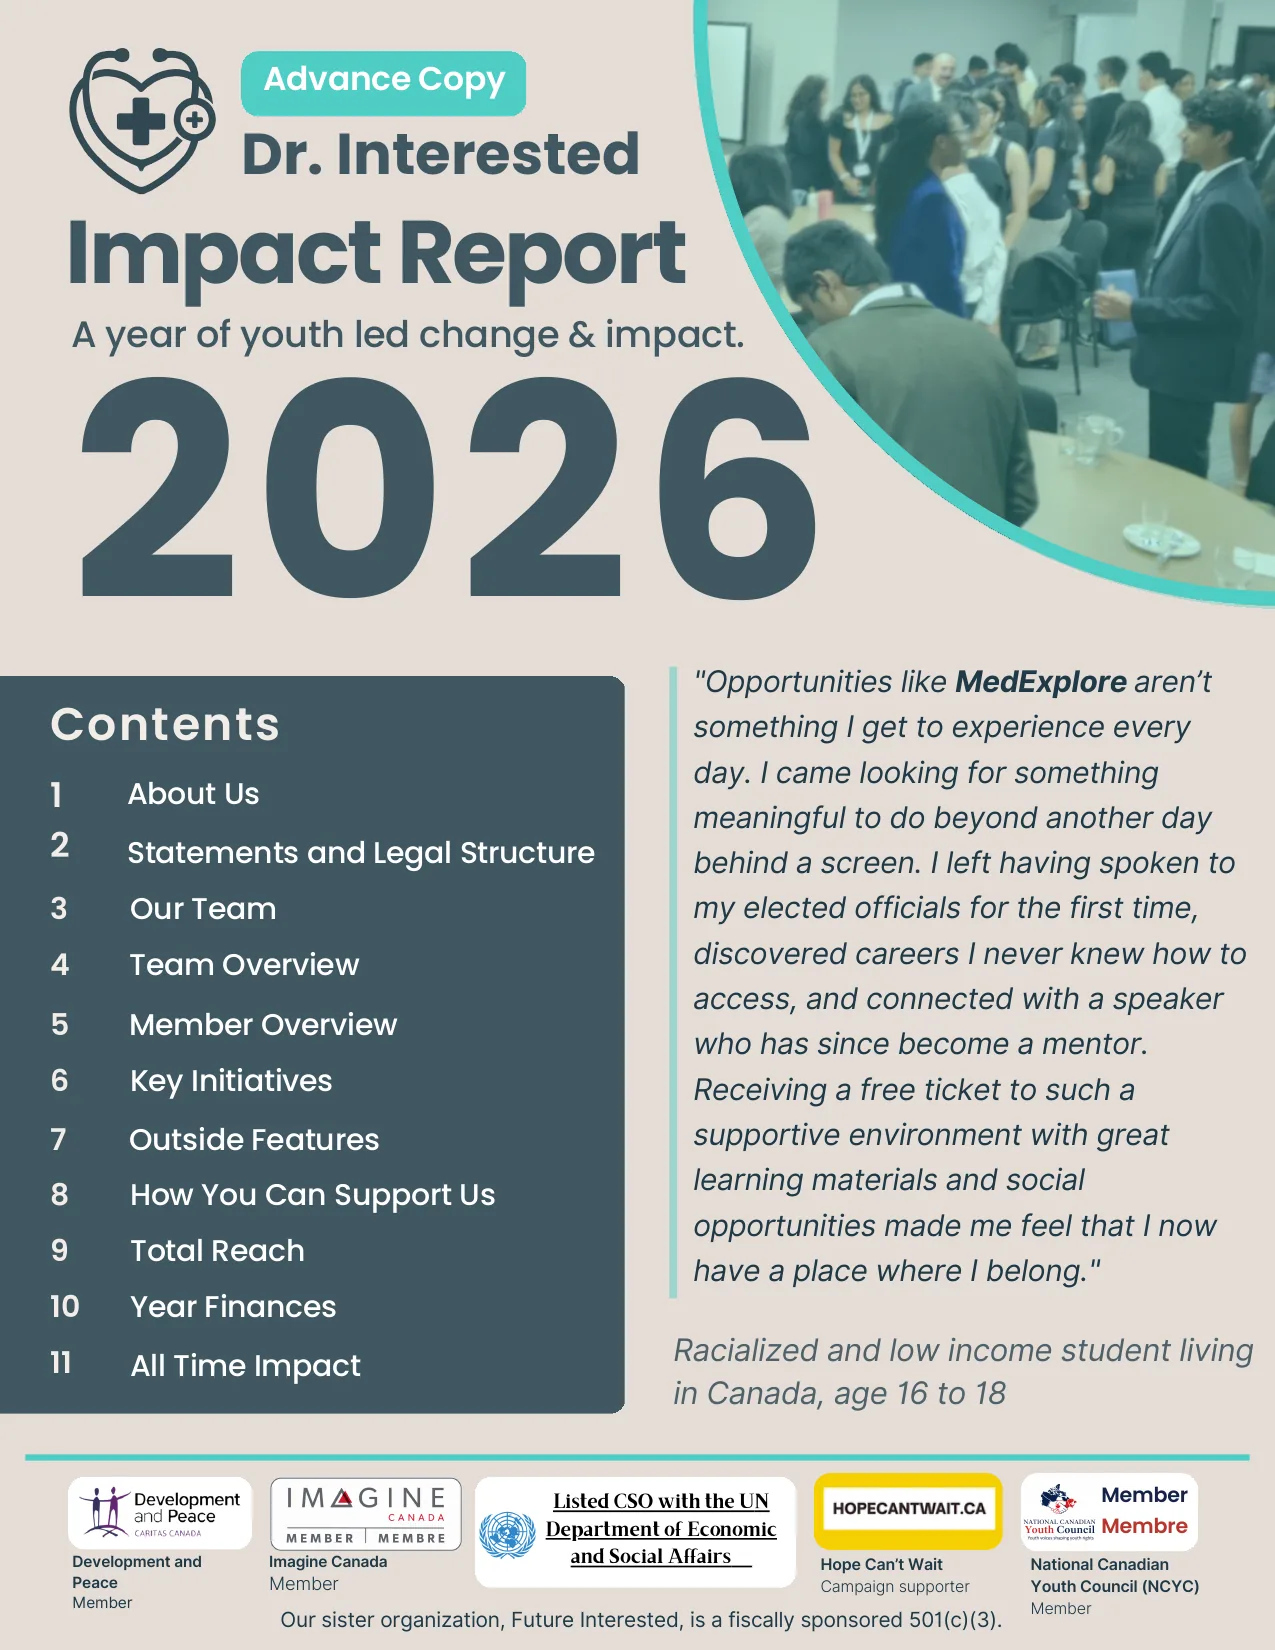 Advance Copy
Dr. Interested
Impact Report
A year of youth led change & impact.
2026
Contents
1 About Us
2 Statements and Legal Structure
3 Our Team
4 Team Overview
5 Member Overview
6 Key Initiatives
7 Outside Features
8 How You Can Support Us
9 Total Reach
10 Year Finances
11 All Time Impact
"Opportunities like MedExplore aren’t
something I get to experience every
day. I came looking for something
meaningful to do beyond another day
behind a screen. I left having spoken to
my elected officials for the first time,
discovered careers I never knew how to
access, and connected with a speaker
who has since become a mentor.
Receiving a free ticket to such a
supportive environment with great
learning materials and social
opportunities made me feel that I now
have a place where I belong."
Racialized and low income student living
in Canada, age 16 to 18
Development
and Peace
CARITAS CANADA
Development and
Peace
Member
IMAGINE
CANADA
MEMBER | MEMBRE
Imagine Canada
Member
Listed CSO with the UN
Department of Economic
and Social Affairs
HOPECANTWAIT.CA
Hope Can’t Wait
Campaign supporter
NATIONAL CANADIAN
Youth Council
Youth voices shaping south rights
Member
Membre
National Canadian
Youth Council (NCYC)
Member
Our sister organization, Future Interested, is a fiscally sponsored 501(c)(3).